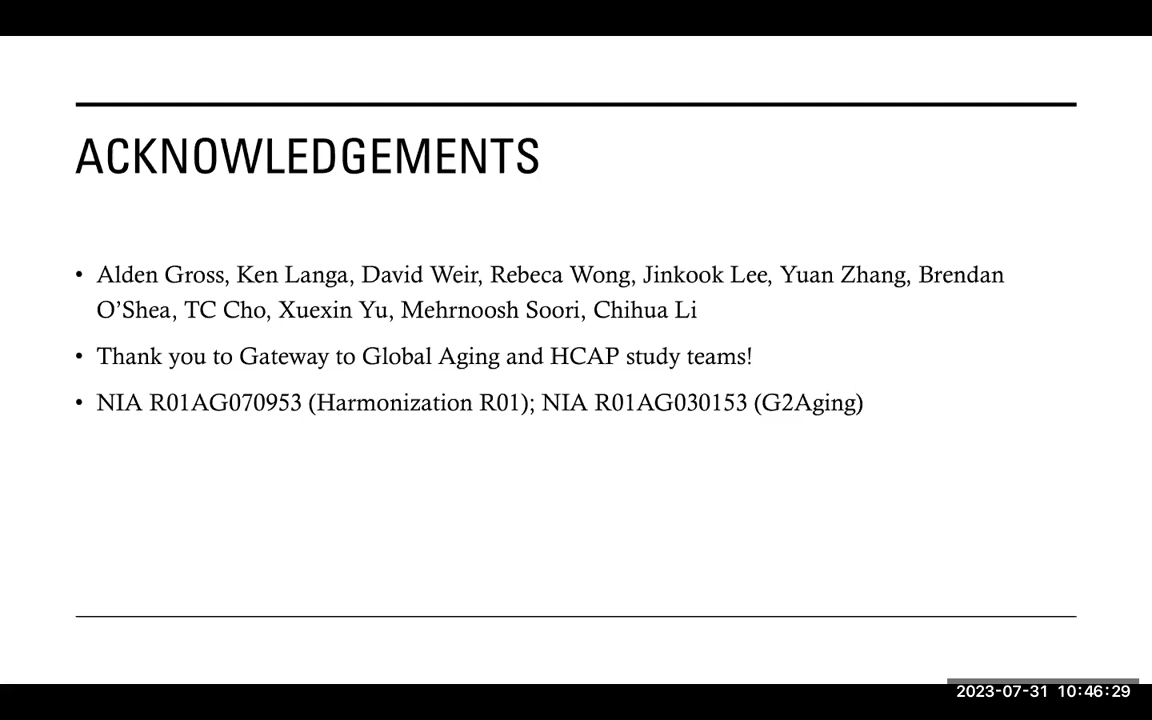 ACKNOWLEDGEMENTS
• Alden Gross, Ken Langa, David Weir, Rebeca Wong, Jinkook Lee, Yuan Zhang, Brendan
O’Shea, TC Cho, Xuexin Yu, Mehrnoosh Soori, Chihua Li
• Thank you to Gateway to Global Aging and HCAP study teams!
• NIA R01AG070953 (Harmonization R01); NIA R01AG030153 (G2Aging)
2023-07-31 10:46:29